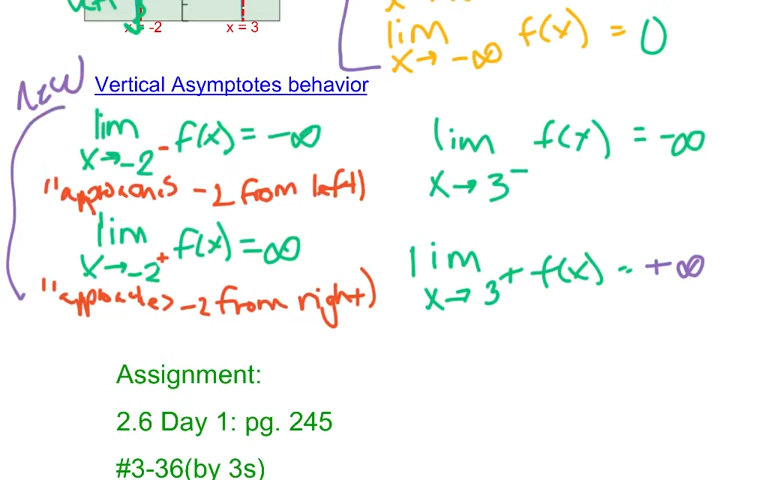 x = -2
x = 3
lim f(x) = 0
x→ -∞
New
Vertical Asymptotes behavior
lim f(x) = -∞
x→-2⁻
"approaches -2 from left)
lim f(x) = ∞
x→-2⁺
"approaches -2 from right)
lim f(x) = -∞
x→3⁻
lim f(x) = +∞
x→3⁺
Assignment:
2.6 Day 1: pg. 245
#3-36(by 3s)